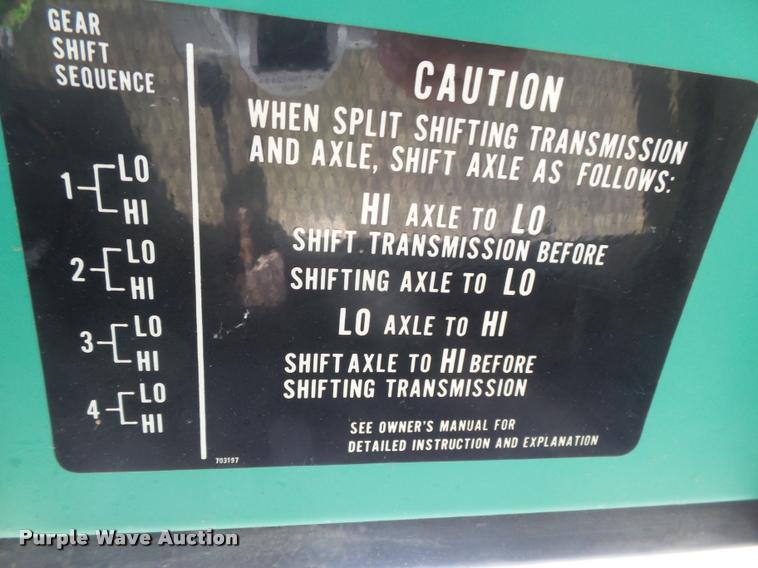 GEAR
SHIFT
SEQUENCE
1 LO
HI
2 LO
HI
3 LO
HI
4 LO
HI
CAUTION
WHEN SPLIT SHIFTING TRANSMISSION
AND AXLE, SHIFT AXLE AS FOLLOWS:
HI AXLE TO LO
SHIFT TRANSMISSION BEFORE
SHIFTING AXLE TO LO
LO AXLE TO HI
SHIFT AXLE TO HI BEFORE
SHIFTING TRANSMISSION
SEE OWNER'S MANUAL FOR
DETAILED INSTRUCTION AND EXPLANATION
703197
Purple Wave Auction